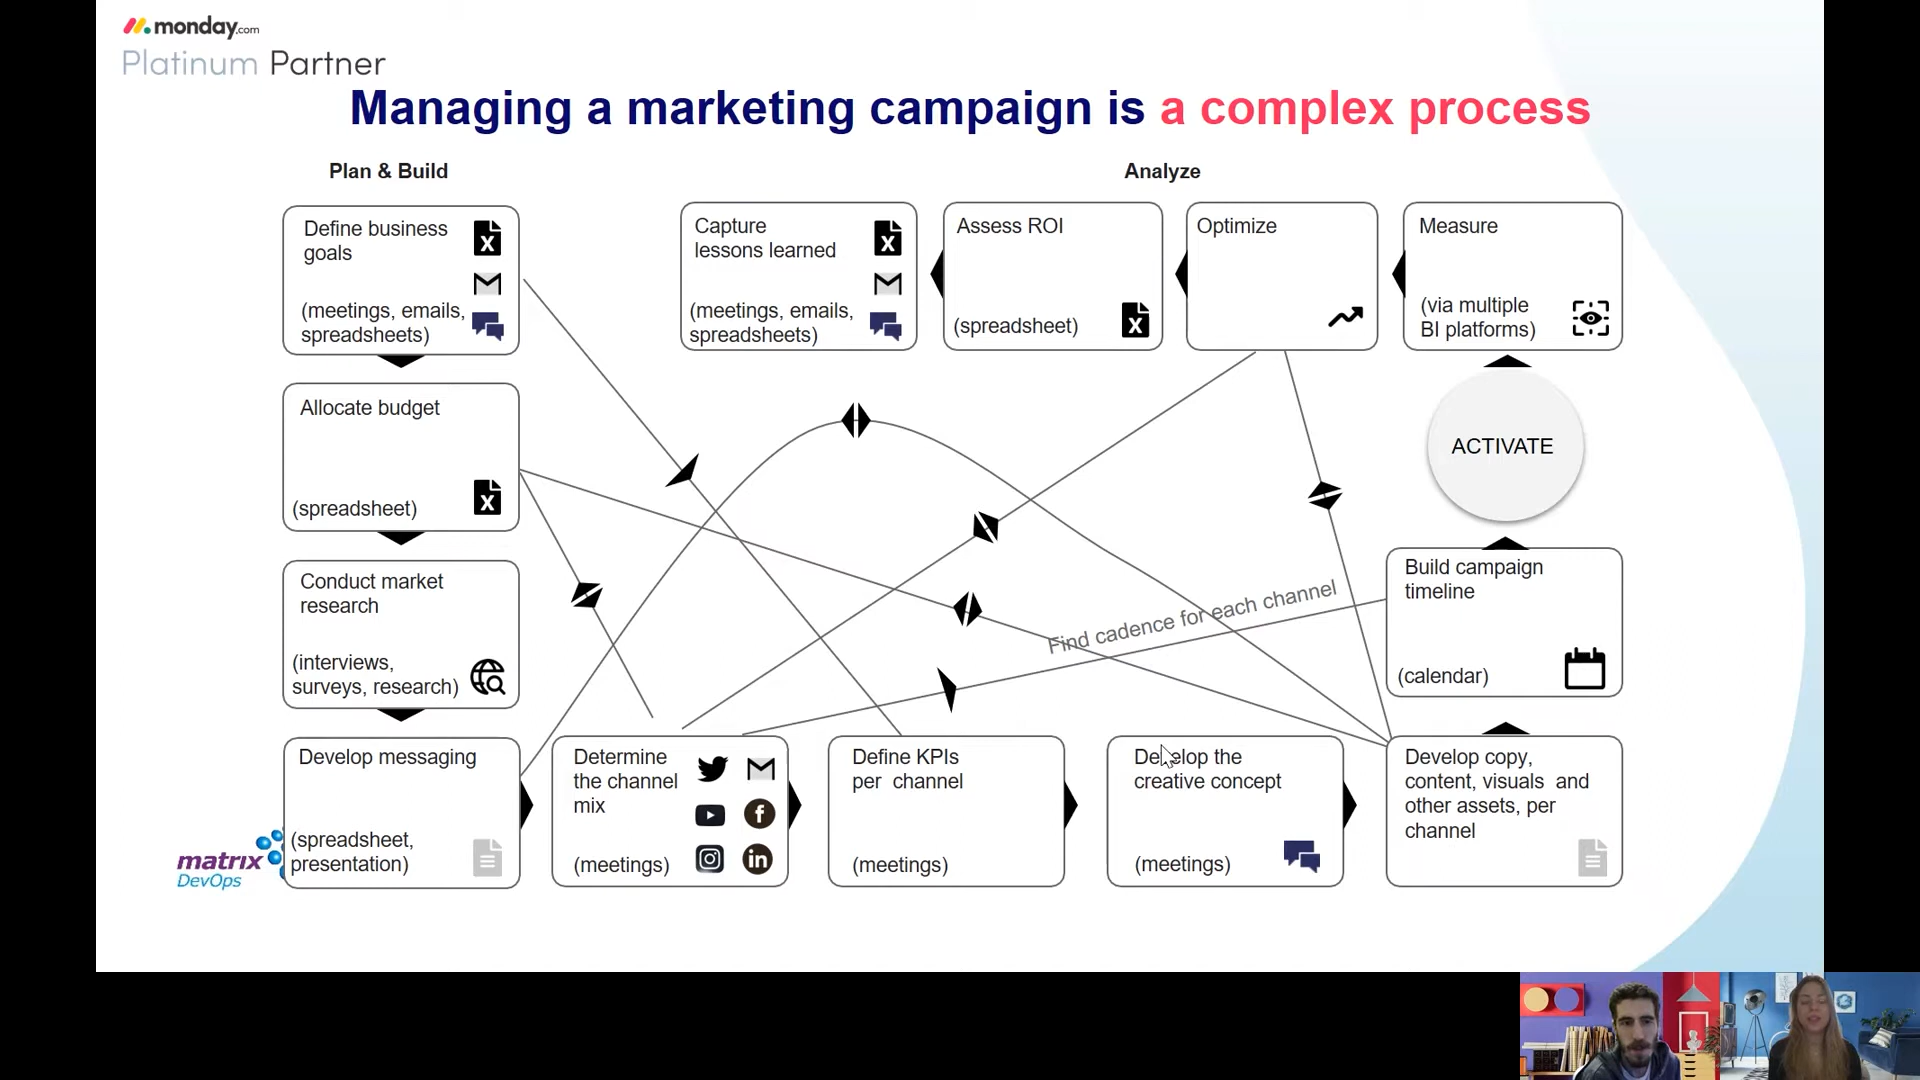 monday.com
Platinum Partner
Managing a marketing campaign is a complex process
Plan & Build
Analyze
Define business
goals
(meetings, emails,
spreadsheets)
Capture
lessons learned
(meetings, emails,
spreadsheets)
Assess ROI
(spreadsheet)
Optimize
Measure
(via multiple
BI platforms)
Allocate budget
(spreadsheet)
ACTIVATE
Conduct market
research
(interviews,
surveys, research)
Find cadence for each channel
Build campaign
timeline
(calendar)
Develop messaging
(spreadsheet,
presentation)
Determine
the channel
mix
(meetings)
Define KPIs
per channel
(meetings)
Develop the
creative concept
(meetings)
Develop copy,
content, visuals and
other assets, per
channel
matrix
DevOps